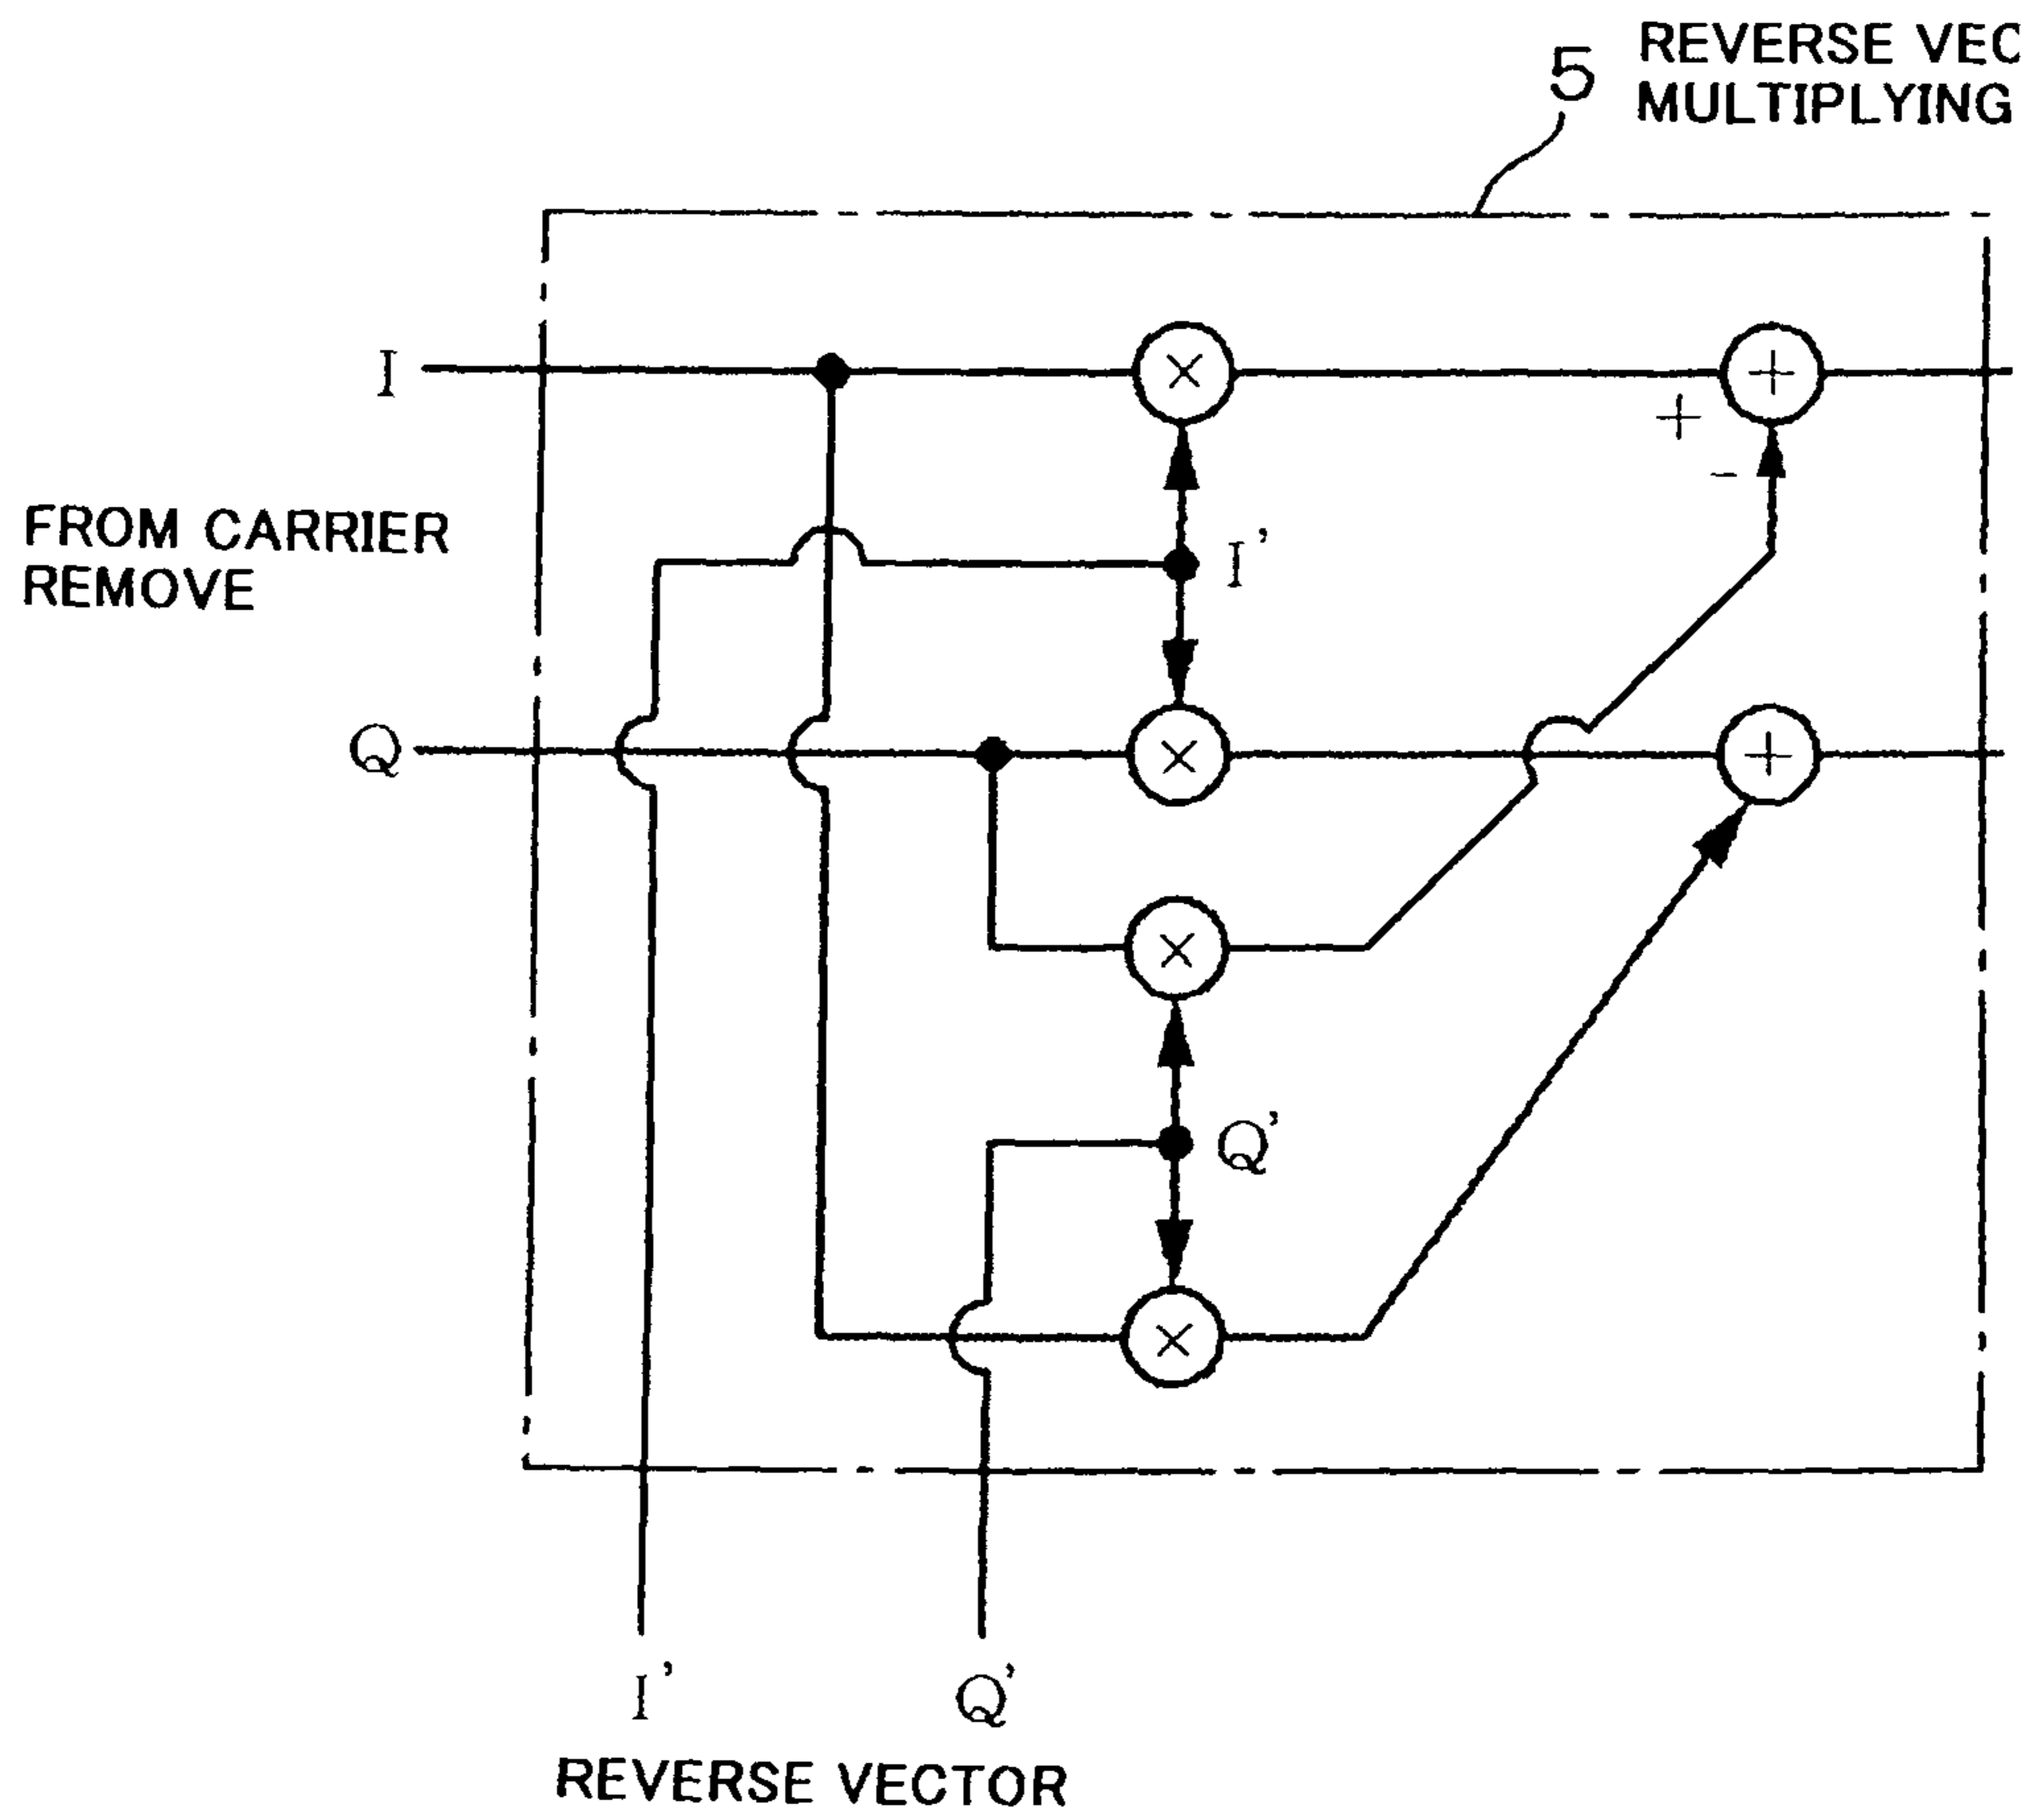 5
REVERSE VEC
MULTIPLYING
I
FROM CARRIER
REMOVE
I'
Q
Q'
I'
Q'
REVERSE VECTOR
+
-